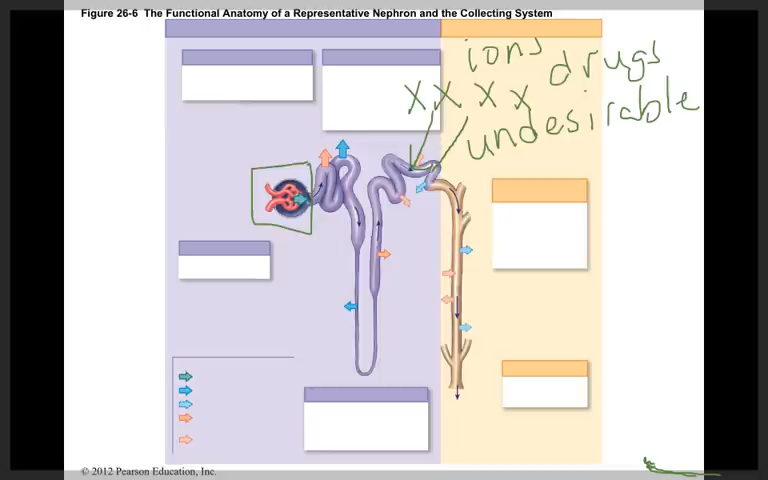 Figure 26-6 The Functional Anatomy of a Representative Nephron and the Collecting System
ions drugs
X X X X
undesirable
© 2012 Pearson Education, Inc.